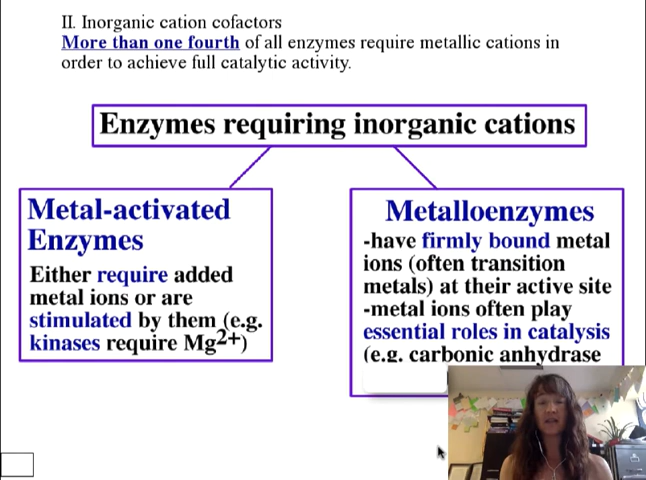 II. Inorganic cation cofactors
More than one fourth of all enzymes require metallic cations in
order to achieve full catalytic activity.
Enzymes requiring inorganic cations
Metal-activated
Enzymes
Either require added
metal ions or are
stimulated by them (e.g.
kinases require Mg2+)
Metalloenzymes
-have firmly bound metal
ions (often transition
metals) at their active site
-metal ions often play
essential roles in catalysis
(e.g. carbonic anhydrase